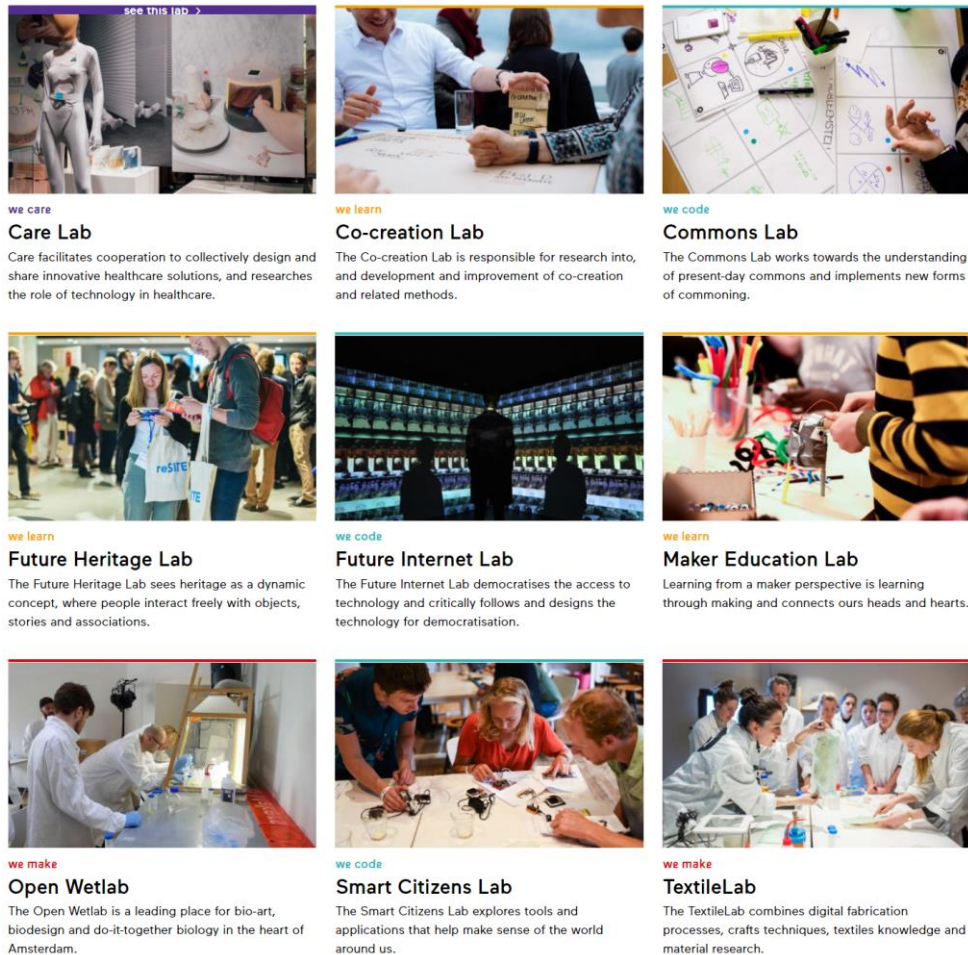 see this lab >
we care
Care Lab
Care facilitates cooperation to collectively design and
share innovative healthcare solutions, and researches
the role of technology in healthcare.
we learn
Co-creation Lab
The Co-creation Lab is responsible for research into,
and development and improvement of co-creation
and related methods.
we code
Commons Lab
The Commons Lab works towards the understanding
of present-day commons and implements new forms
of commoning.
reSITE
we learn
Future Heritage Lab
The Future Heritage Lab sees heritage as a dynamic
concept, where people interact freely with objects,
stories and associations.
we code
Future Internet Lab
The Future Internet Lab democratises the access to
technology and critically follows and designs the
technology for democratisation.
we learn
Maker Education Lab
Learning from a maker perspective is learning
through making and connects ours heads and hearts.
we make
Open Wetlab
The Open Wetlab is a leading place for bio-art,
biodesign and do-it-together biology in the heart of
Amsterdam.
we code
Smart Citizens Lab
The Smart Citizens Lab explores tools and
applications that help make sense of the world
around us.
we make
TextileLab
The TextileLab combines digital fabrication
processes, crafts techniques, textiles knowledge and
material research.